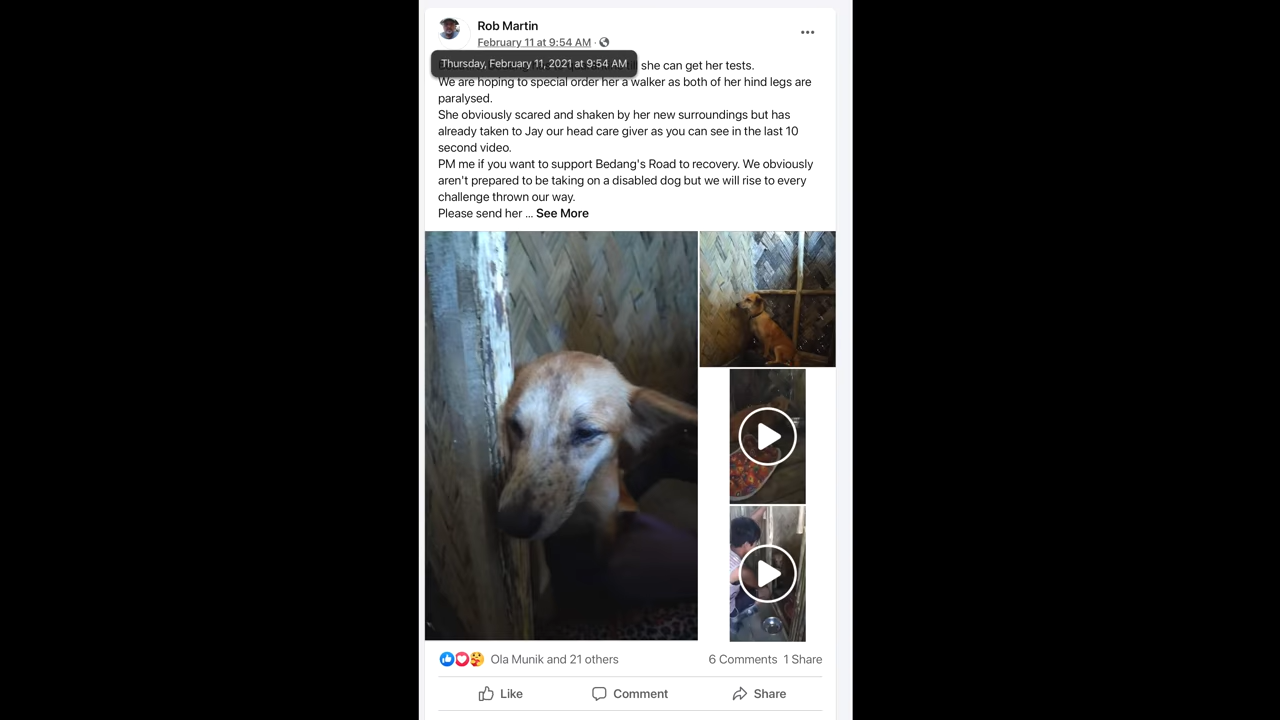 Rob Martin
February 11 at 9:54 AM ·
Thursday, February 11, 2021 at 9:54 AM
she can get her tests.
We are hoping to special order her a walker as both of her hind legs are
paralysed.
She obviously scared and shaken by her new surroundings but has
already taken to Jay our head care giver as you can see in the last 10
second video.
PM me if you want to support Bedang's Road to recovery. We obviously
aren't prepared to be taking on a disabled dog but we will rise to every
challenge thrown our way.
Please send her ... See More
Ola Munik and 21 others
6 Comments 1 Share
Like Comment Share